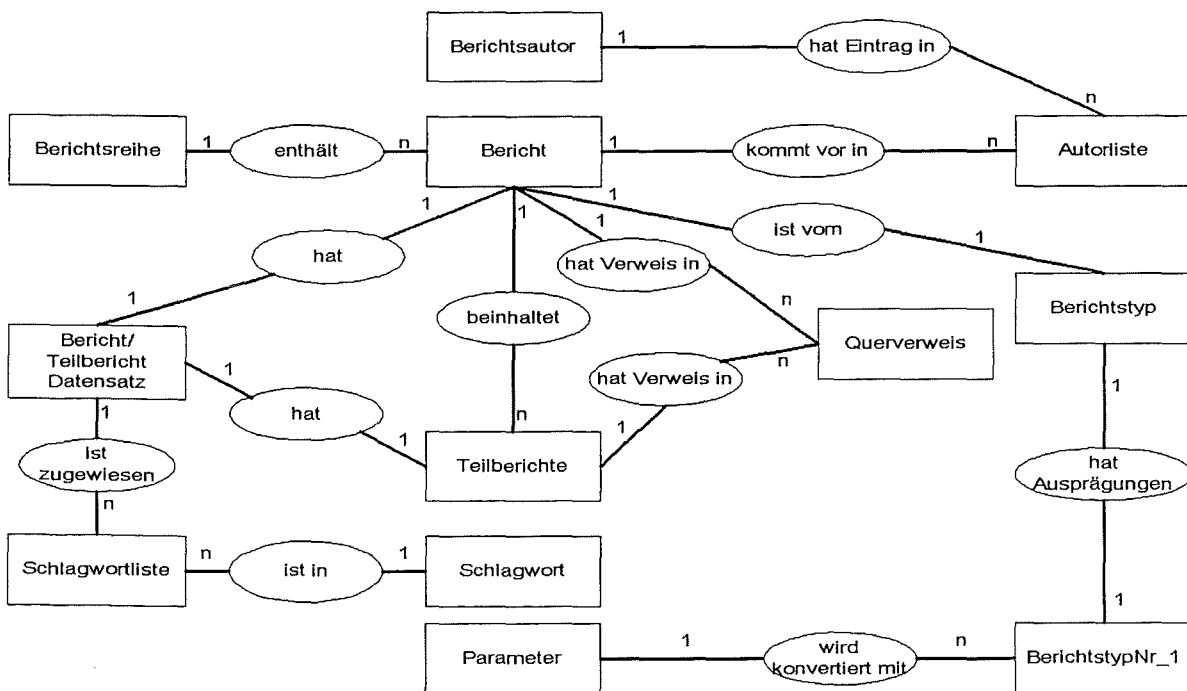 Berichtsautor
1
hat Eintrag in
n
Berichtsreihe
1
enthält
n
Bericht
1
kommt vor in
n
Autorliste
1
1
1
1
hat
ist vom
1
hat Verweis in
1
n
beinhaltet
Berichtstyp
Bericht/
Teilbericht
Datensatz
Querverweis
1
hat Verweis in
n
1
1
hat
n
1
1
Teilberichte
ist
zugewiesen
hat
Ausprägungen
n
Schlagwortliste
n
ist in
1
Schlagwort
1
Parameter
1
wird
konvertiert mit
n
BerichtstypNr_1